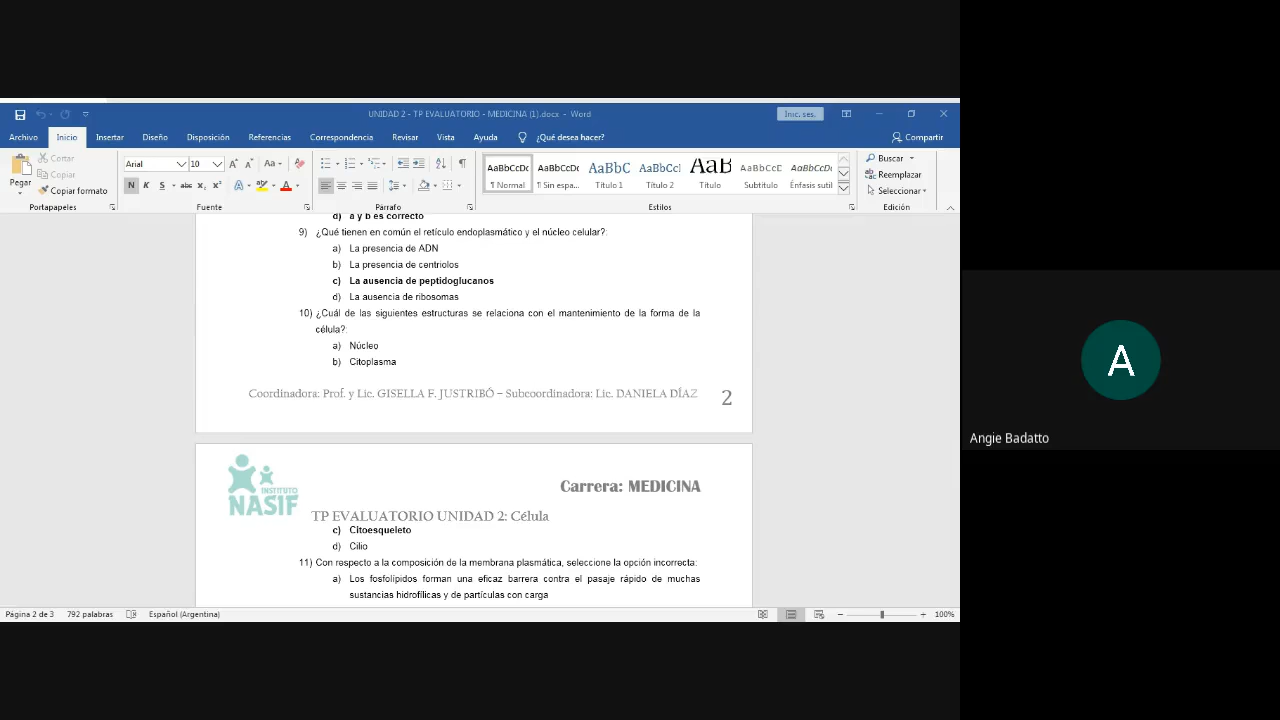 UNIDAD 2 - TP EVALUATORIO - MEDICINA (1).docx - Word
Inic. ses.
Archivo Inicio Insertar Diseño Disposición Referencias Correspondencia Revisar Vista Ayuda ¿Qué desea hacer? Compartir
Pegar
Cortar
Copiar
Copiar formato
Portapapeles
Arial 10
Fuente
Párrafo
AaBbCcDc AaBbCcDc AaBbC AaBbCcI AaB AaBbCcD AaBbCcDc
¶ Normal ¶ Sin espa... Título 1 Título 2 Título Subtítulo Énfasis sutil
Estilos
Buscar
Reemplazar
Seleccionar
Edición
d) a y b es correcto
9) ¿Qué tienen en común el retículo endoplasmático y el núcleo celular?:
a) La presencia de ADN
b) La presencia de centriolos
c) La ausencia de peptidoglucanos
d) La ausencia de ribosomas
10) ¿Cuál de las siguientes estructuras se relaciona con el mantenimiento de la forma de la
célula?:
a) Núcleo
b) Citoplasma
Coordinadora: Prof. y Lic. GISELLA F. JUSTRIBÓ – Subcoordinadora: Lic. DANIELA DÍAZ 2
INSTITUTO
NASIF
Carrera: MEDICINA
TP EVALUATORIO UNIDAD 2: Célula
c) Citoesqueleto
d) Cilio
11) Con respecto a la composición de la membrana plasmática, seleccione la opción incorrecta:
a) Los fosfolípidos forman una eficaz barrera contra el pasaje rápido de muchas
sustancias hidrofílicas y de partículas con carga
Página 2 de 3 792 palabras Español (Argentina) 100%
A
Angie Badatto